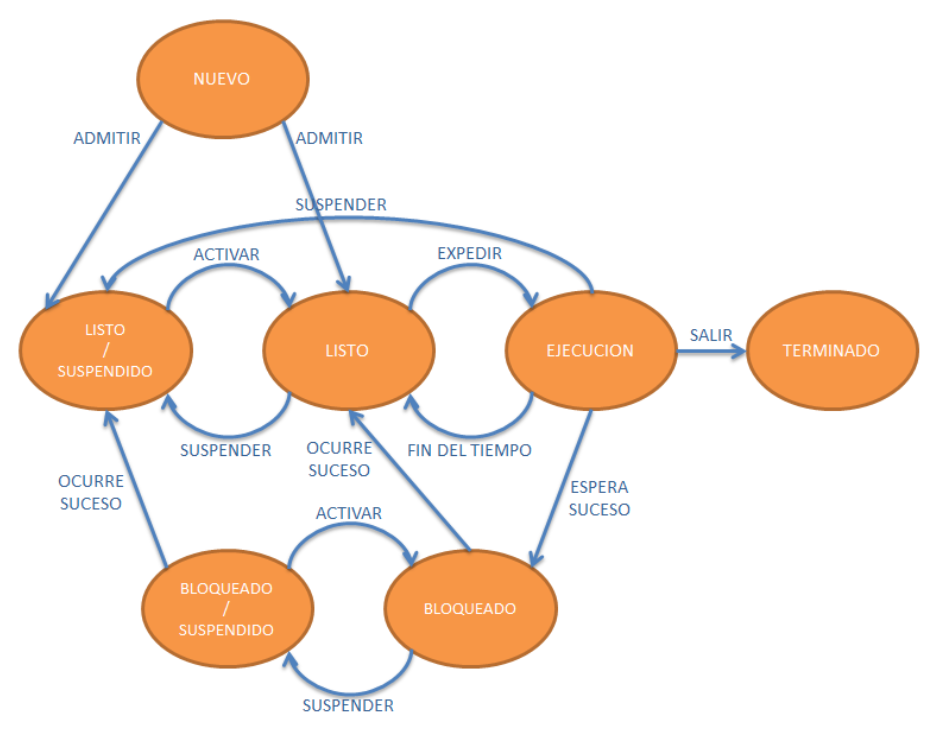 NUEVO
ADMITIR
ADMITIR
SUSPENDER
ACTIVAR
EXPEDIR
LISTO
/
SUSPENDIDO
LISTO
EJECUCION
SALIR
TERMINADO
SUSPENDER
OCURRE
SUCESO
FIN DEL TIEMPO
OCURRE
SUCESO
ESPERA
SUCESO
ACTIVAR
BLOQUEADO
/
SUSPENDIDO
BLOQUEADO
SUSPENDER